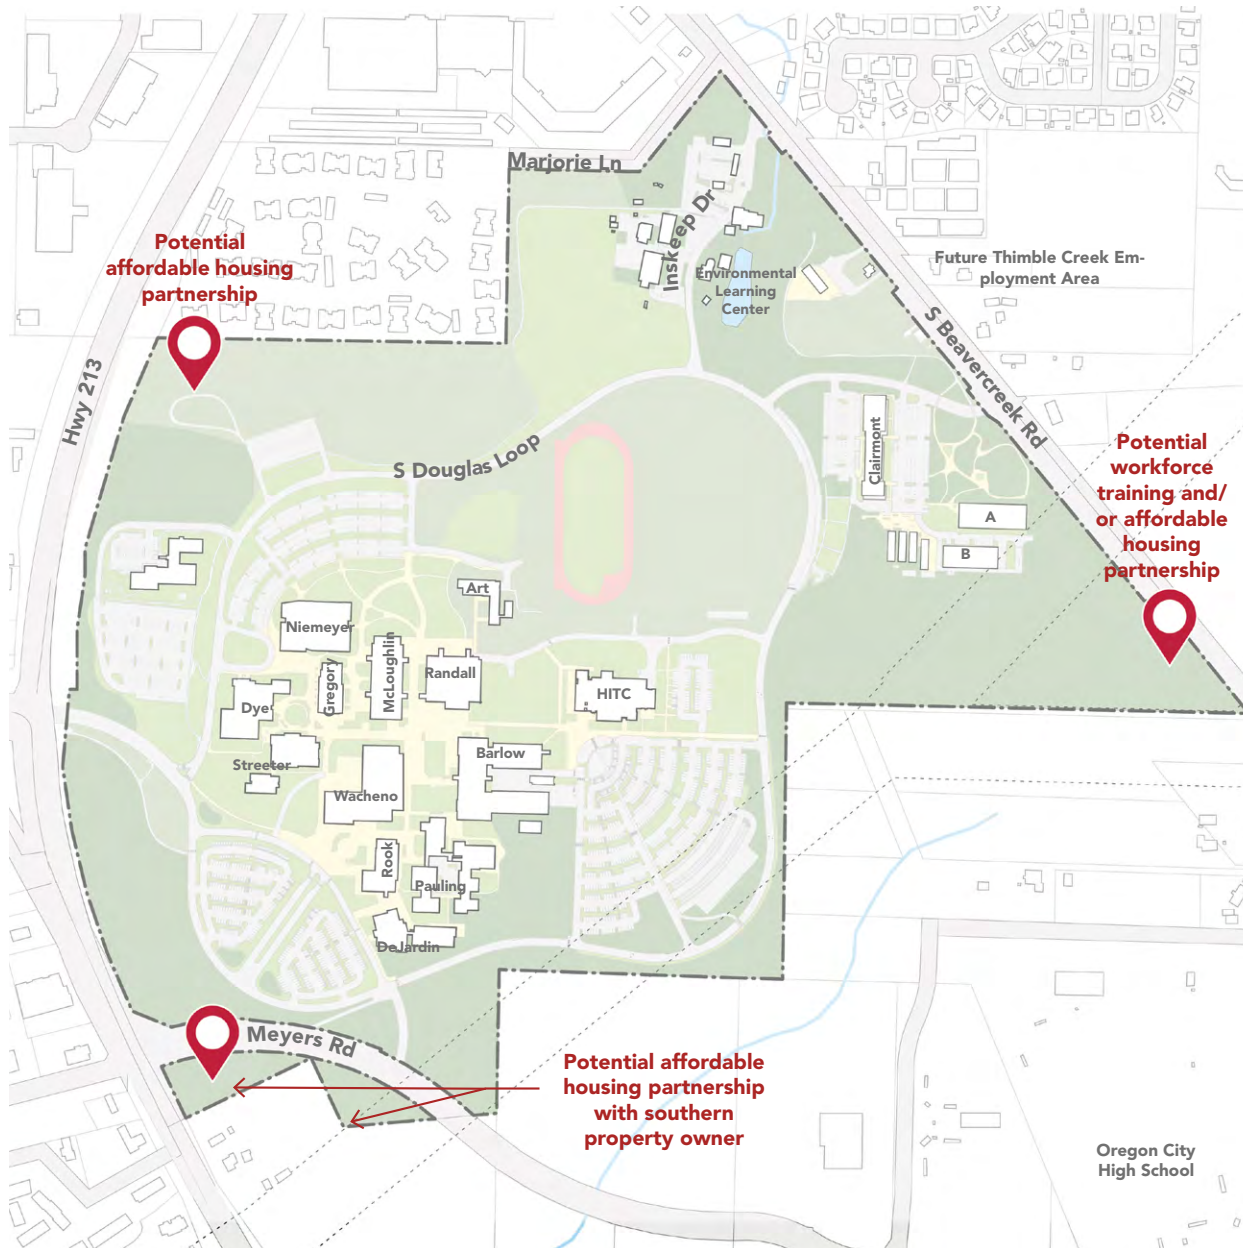 Marjorie Ln
Inskeep Dr
Potential
affordable housing
partnership
Environmental
Learning
Center
Future Thimble Creek Em-
ployment Area
S Beavercreek Rd
Hwy 213
S Douglas Loop
Clairmont
A
B
Potential
workforce
training and/
or affordable
housing
partnership
Art
Niemeyer
Gregory
McLoughlin
Randall
HITC
Dye
Streeter
Barlow
Wacheno
Rook
Pauling
DeJardin
Meyers Rd
Potential affordable
housing partnership
with southern
property owner
Oregon City
High School